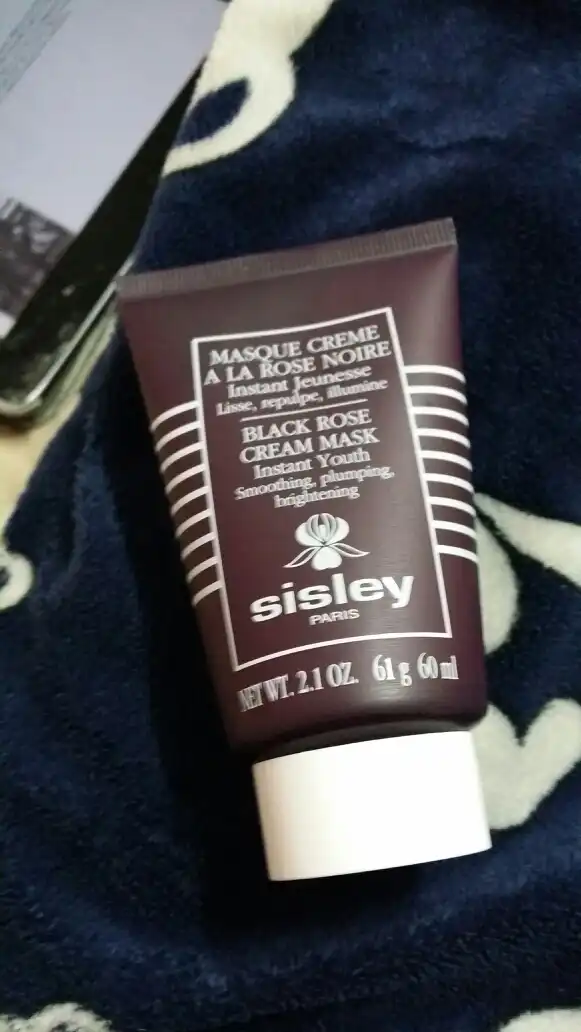 MASQUE CREME
A LA ROSE NOIRE
Instant Jeunesse
Lisse, repulpe, illumine
BLACK ROSE
CREAM MASK
Instant Youth
Smoothing, plumping,
brightening
sisley
PARIS
NET WT. 2.1 OZ. 61 g 60 ml